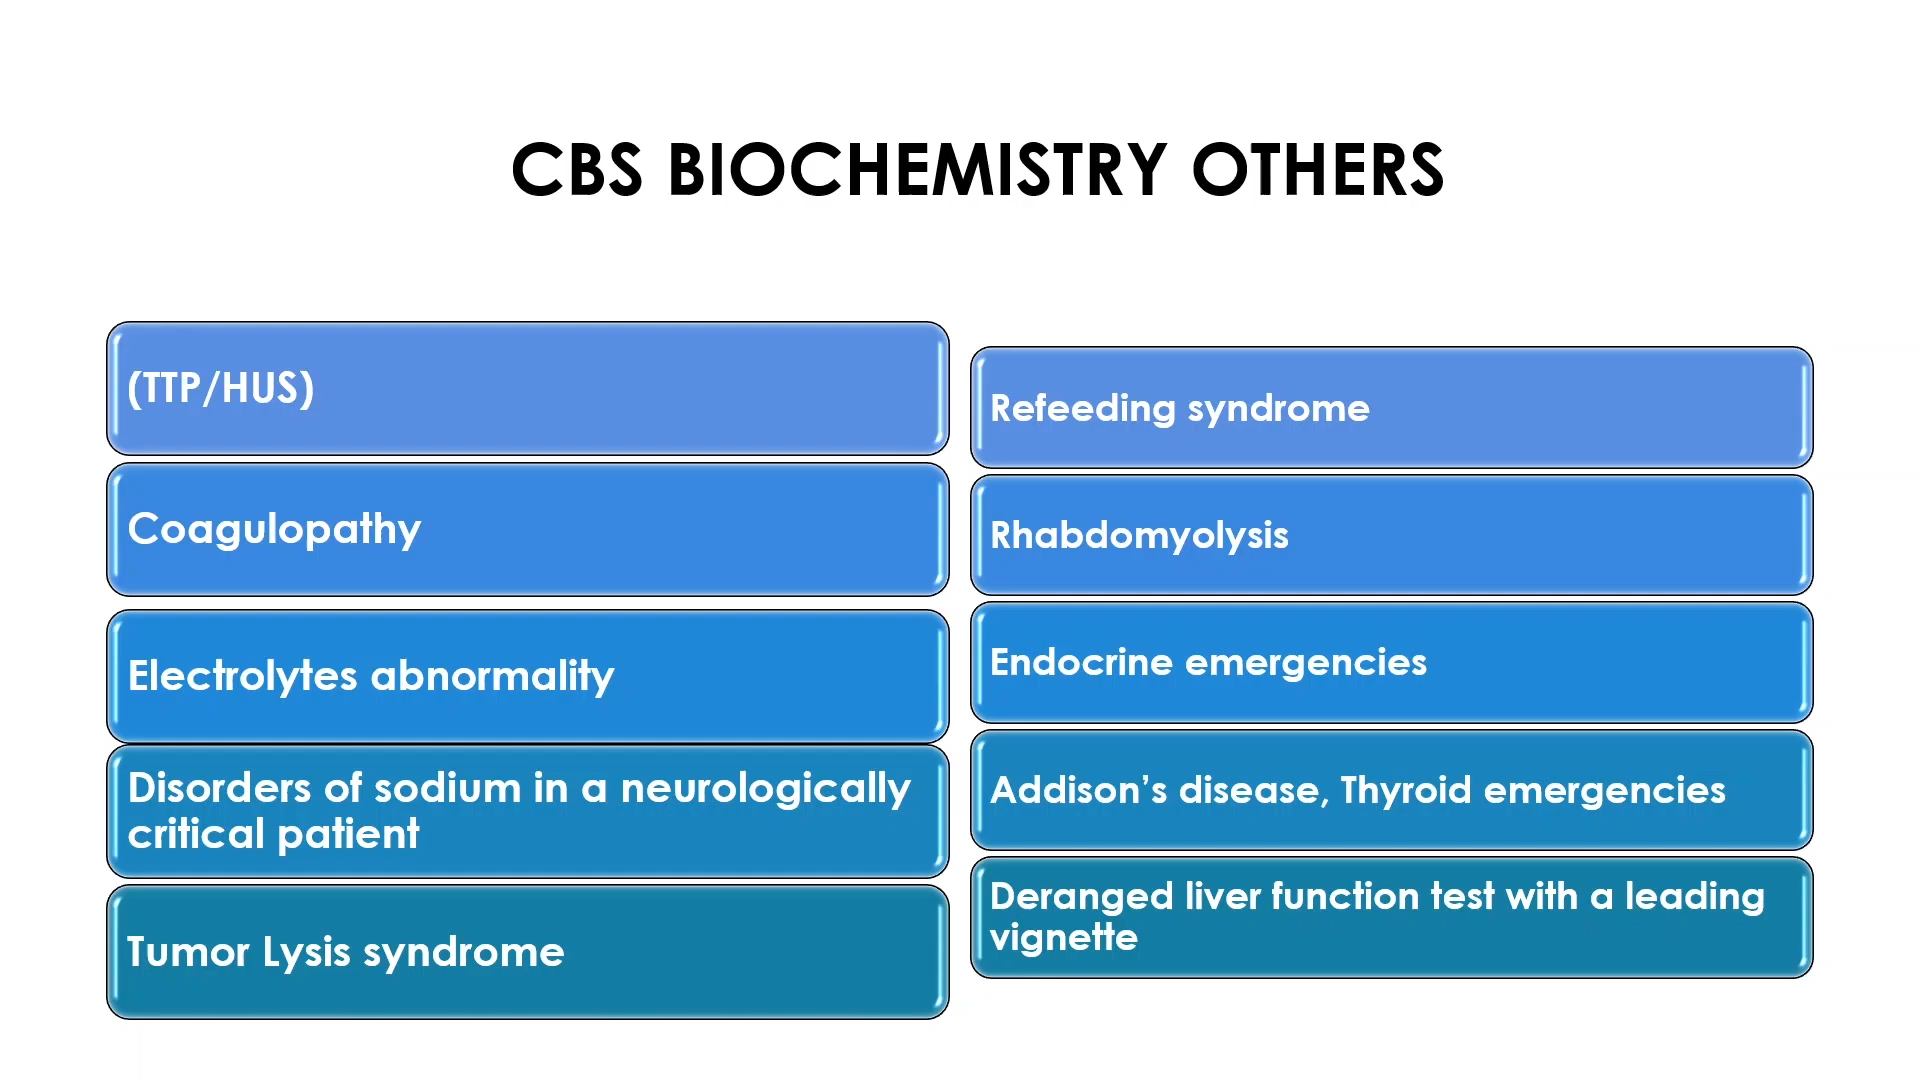 CBS BIOCHEMISTRY OTHERS
(TTP/HUS)
Coagulopathy
Electrolytes abnormality
Disorders of sodium in a neurologically
critical patient
Tumor Lysis syndrome
Refeeding syndrome
Rhabdomyolysis
Endocrine emergencies
Addison’s disease, Thyroid emergencies
Deranged liver function test with a leading
vignette